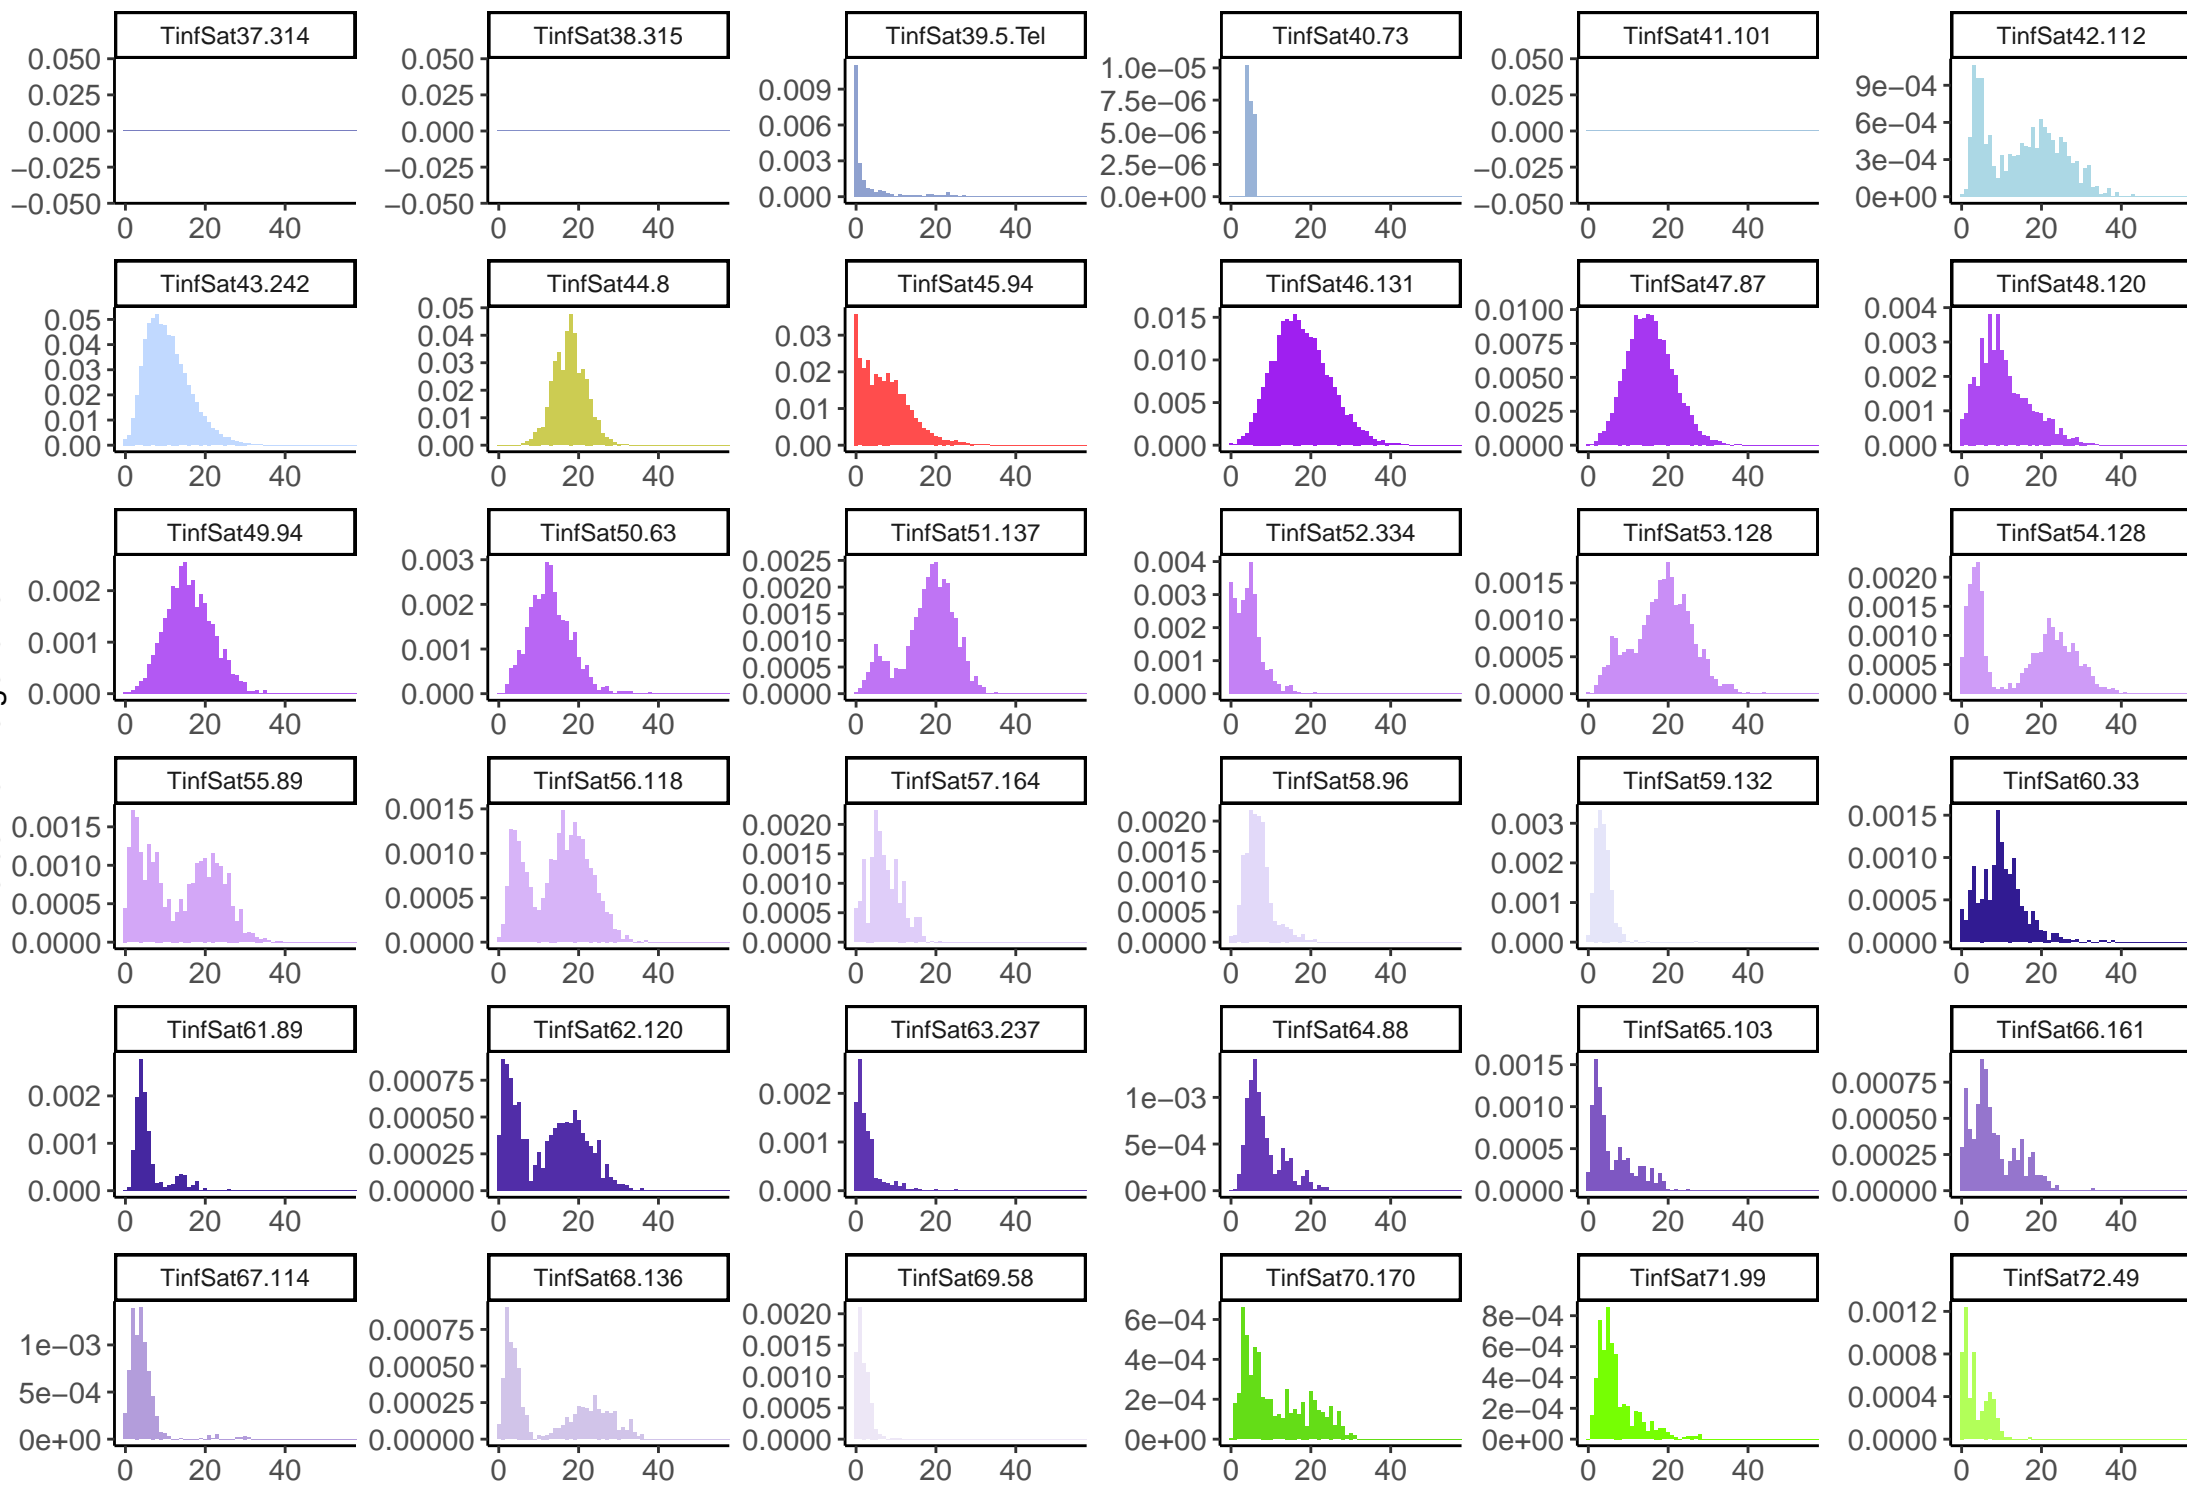 TinfSat37.314 TinfSat38.315 TinfSat39.5.Tel TinfSat40.73 TinfSat41.101 TinfSat42.112
0.050 0.025 0.000 −0.025 −0.050
0.050 0.025 0.000 −0.025 −0.050
0.009 0.006 0.003 0.000
1.0e−05 7.5e−06 5.0e−06 2.5e−06 0.0e+00
0.050 0.025 0.000 −0.025 −0.050
9e−04 6e−04 3e−04 0e+00
0 20 40 0 20 40 0 20 40 0 20 40 0 20 40 0 20 40
TinfSat43.242 TinfSat44.8 TinfSat45.94 TinfSat46.131 TinfSat47.87 TinfSat48.120
0.05 0.04 0.03 0.02 0.01 0.00
0.05 0.04 0.03 0.02 0.01 0.00
0.03 0.02 0.01 0.00
0.015 0.010 0.005 0.000
0.0100 0.0075 0.0050 0.0025 0.0000
0.004 0.003 0.002 0.001 0.000
0 20 40 0 20 40 0 20 40 0 20 40 0 20 40 0 20 40
TinfSat49.94 TinfSat50.63 TinfSat51.137 TinfSat52.334 TinfSat53.128 TinfSat54.128
0.002 0.001 0.000
0.003 0.002 0.001 0.000
0.0025 0.0020 0.0015 0.0010 0.0005 0.0000
0.004 0.003 0.002 0.001 0.000
0.0015 0.0010 0.0005 0.0000
0.0020 0.0015 0.0010 0.0005 0.0000
0 20 40 0 20 40 0 20 40 0 20 40 0 20 40 0 20 40
TinfSat55.89 TinfSat56.118 TinfSat57.164 TinfSat58.96 TinfSat59.132 TinfSat60.33
0.0015 0.0010 0.0005 0.0000
0.0015 0.0010 0.0005 0.0000
0.0020 0.0015 0.0010 0.0005 0.0000
0.0020 0.0015 0.0010 0.0005 0.0000
0.003 0.002 0.001 0.000
0.0015 0.0010 0.0005 0.0000
0 20 40 0 20 40 0 20 40 0 20 40 0 20 40 0 20 40
TinfSat61.89 TinfSat62.120 TinfSat63.237 TinfSat64.88 TinfSat65.103 TinfSat66.161
0.002 0.001 0.000
0.00075 0.00050 0.00025 0.00000
0.002 0.001 0.000
1e−03 5e−04 0e+00
0.0015 0.0010 0.0005 0.0000
0.00075 0.00050 0.00025 0.00000
0 20 40 0 20 40 0 20 40 0 20 40 0 20 40 0 20 40
TinfSat67.114 TinfSat68.136 TinfSat69.58 TinfSat70.170 TinfSat71.99 TinfSat72.49
1e−03 5e−04 0e+00
0.00075 0.00050 0.00025 0.00000
0.0020 0.0015 0.0010 0.0005 0.0000
6e−04 4e−04 2e−04 0e+00
8e−04 6e−04 4e−04 2e−04 0e+00
0.0012 0.0008 0.0004 0.0000
0 20 40 0 20 40 0 20 40 0 20 40 0 20 40 0 20 40